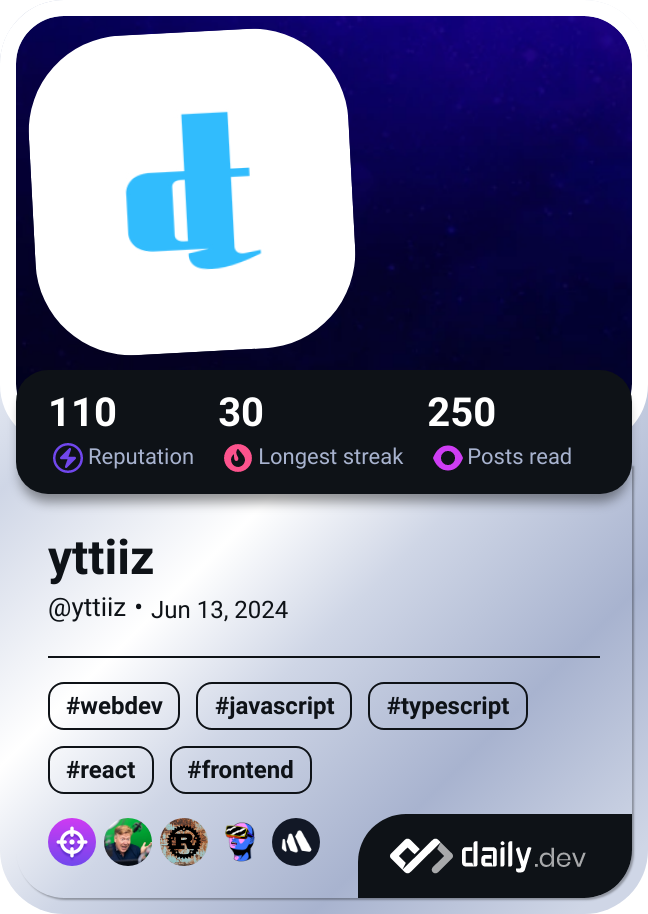 d
110 30 250
Reputation Longest streak Posts read
yttiiz
@yttiiz • Jun 13, 2024
#webdev #javascript #typescript
#react #frontend
R
daily.dev